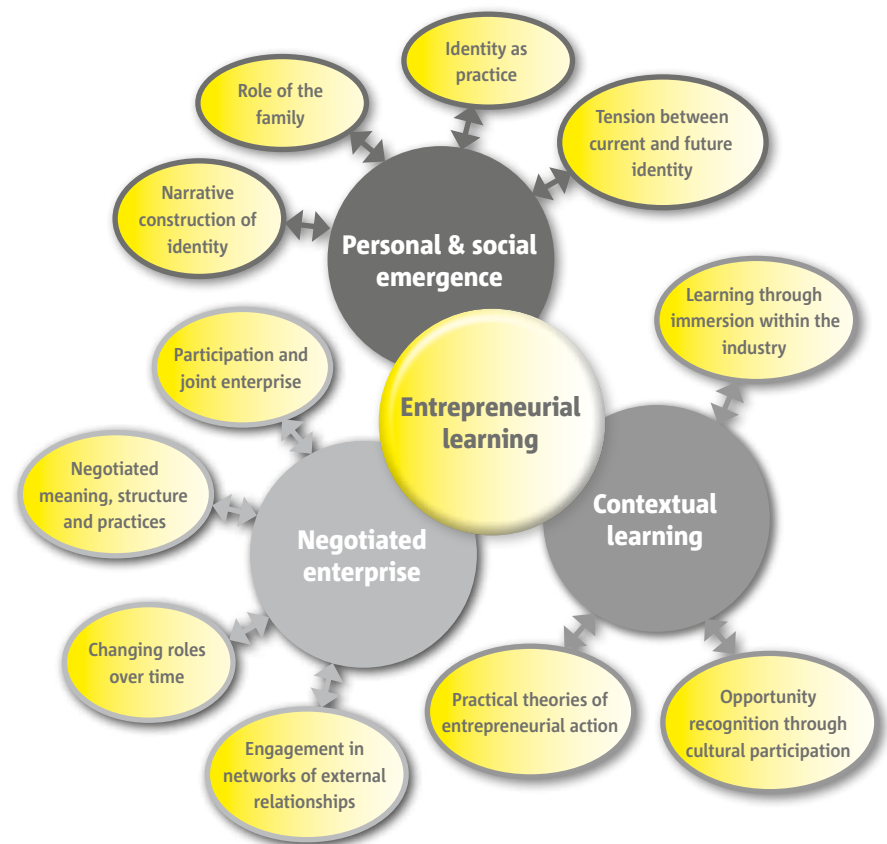 Identity as
practice
Role of the
family
Tension between
current and future
identity
Narrative
construction of
identity
Personal & social
emergence
Learning through
immersion within the
industry
Participation and
joint enterprise
Entrepreneurial
learning
Negotiated
meaning, structure
and practices
Contextual
learning
Negotiated
enterprise
Changing roles
over time
Practical theories of
entrepreneurial action
Opportunity
recognition through
cultural participation
Engagement in
networks of external
relationships